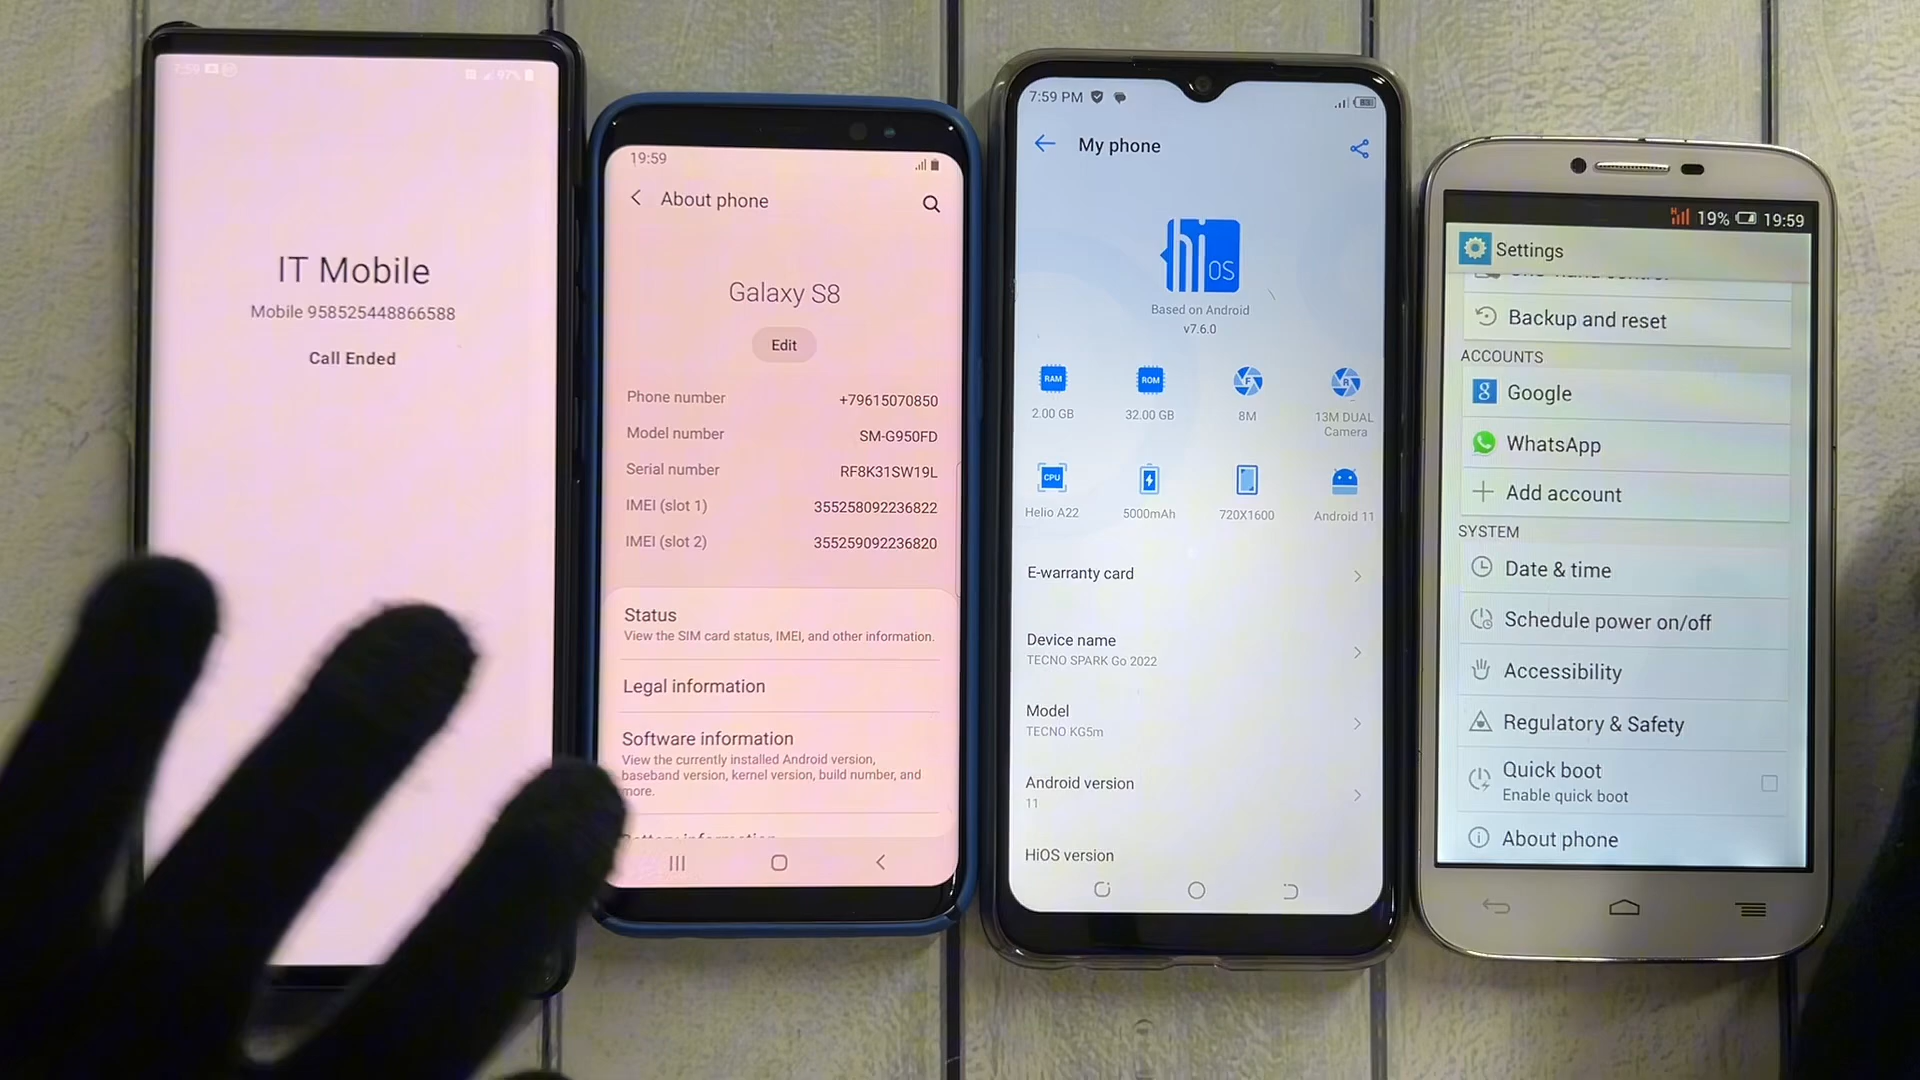 7:59
97%
IT Mobile
Mobile 958525448866588
Call Ended
19:59
About phone
Galaxy S8
Edit
Phone number +79615070850
Model number SM-G950FD
Serial number RF8K31SW19L
IMEI (slot 1) 355258092236822
IMEI (slot 2) 355259092236820
Status
View the SIM card status, IMEI, and other information.
Legal information
Software information
View the currently installed Android version,
baseband version, kernel version, build number, and
more.
Battery information
7:59 PM
My phone
hi OS
Based on Android
v7.6.0
RAM ROM F R
2.00 GB 32.00 GB 8M 13M DUAL
Camera
CPU
Helio A22 5000mAh 720X1600 Android 11
E-warranty card
Device name
TECNO SPARK Go 2022
Model
TECNO KG5m
Android version
11
HiOS version
H 19% 19:59
Settings
Backup and reset
ACCOUNTS
8 Google
WhatsApp
Add account
SYSTEM
Date & time
Schedule power on/off
Accessibility
Regulatory & Safety
Quick boot
Enable quick boot
About phone